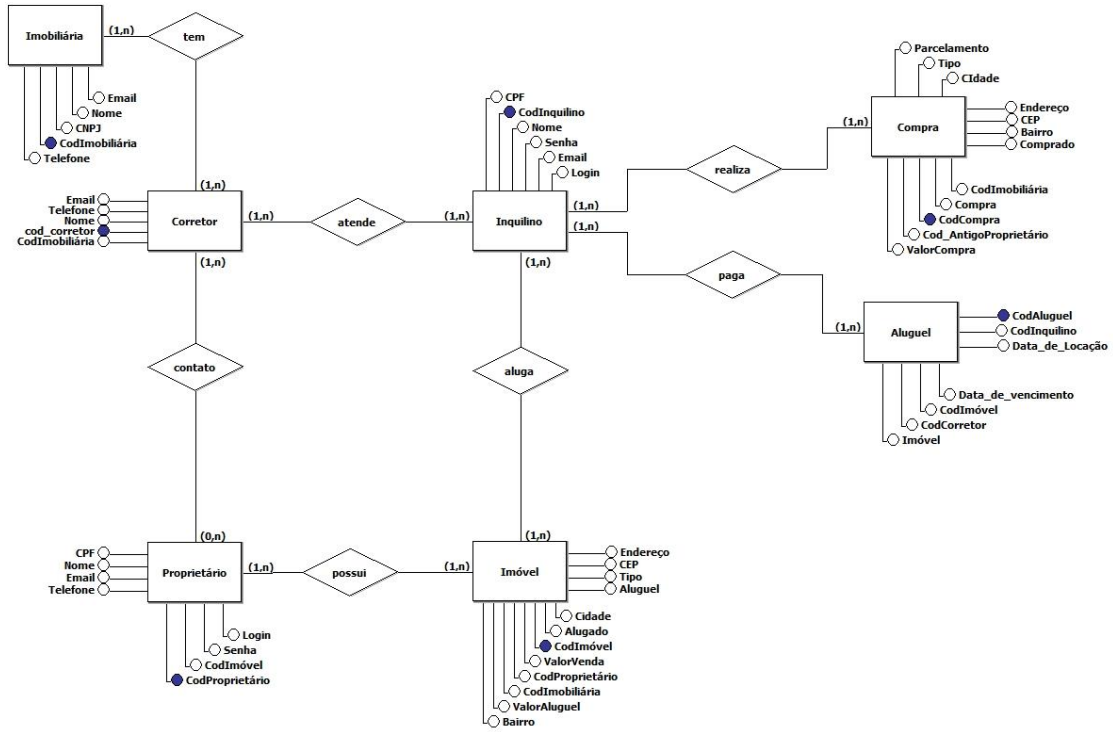 Imobiliária
(1,n)
tem
Email
Nome
CNPJ
CodImobiliária
Telefone
(1,n)
Email
Telefone
Nome
cod_corretor
CodImobiliária
Corretor
(1,n)
atende
(1,n)
(1,n)
CPF
CodInquilino
Nome
Senha
Email
Login
Inquilino
(1,n)
(1,n)
(1,n)
realiza
(1,n)
Parcelamento
Tipo
CIdade
Compra
Endereço
CEP
Bairro
Comprado
CodImobiliária
Compra
CodCompra
Cod_AntigoProprietário
ValorCompra
paga
(1,n)
Aluguel
CodAluguel
CodInquilino
Data_de_Locação
Data_de_vencimento
CodImóvel
CodCorretor
Imóvel
contato
aluga
(0,n)
CPF
Nome
Email
Telefone
Proprietário
(1,n)
possui
(1,n)
Login
Senha
CodImóvel
CodProprietário
(1,n)
Imóvel
Endereço
CEP
Tipo
Aluguel
Cidade
Alugado
CodImóvel
ValorVenda
CodProprietário
CodImobiliária
ValorAluguel
Bairro